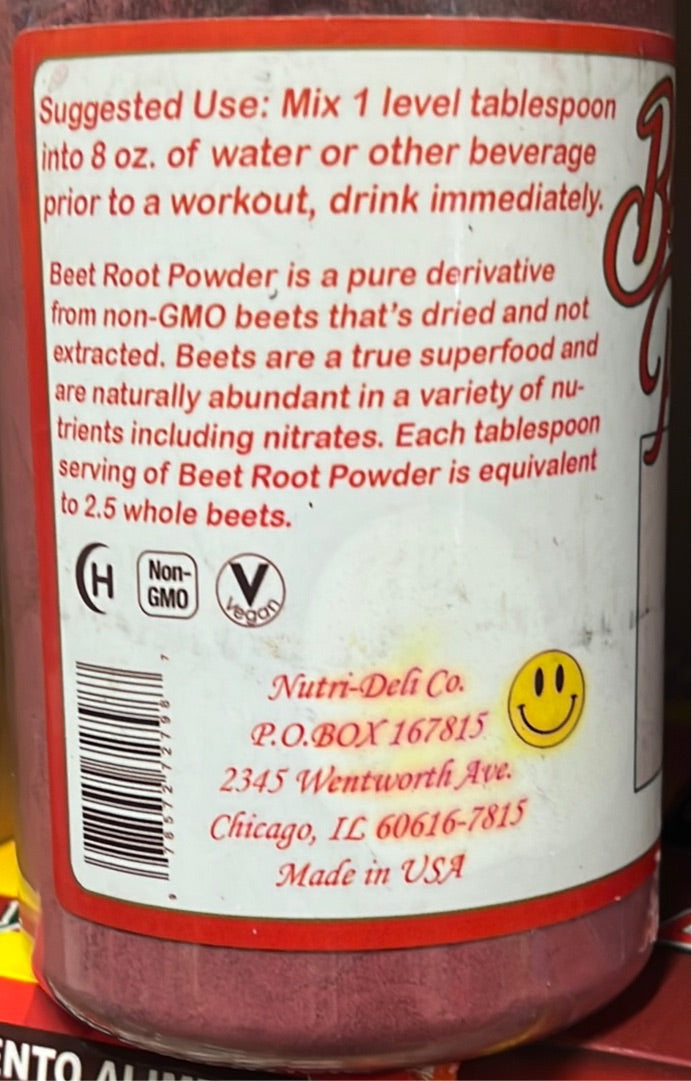 Suggested Use: Mix 1 level tablespoon
into 8 oz. of water or other beverage
prior to a workout, drink immediately.
Beet Root Powder is a pure derivative
from non-GMO beets that's dried and not
extracted. Beets are a true superfood and
are naturally abundant in a variety of nu-
trients including nitrates. Each tablespoon
serving of Beet Root Powder is equivalent
to 2.5 whole beets.
H
Non-
GMO
V
vegan
Nutri-Deli Co.
P.O.BOX 167815
2345 Wentworth Ave.
Chicago, IL 60616-7815
Made in USA